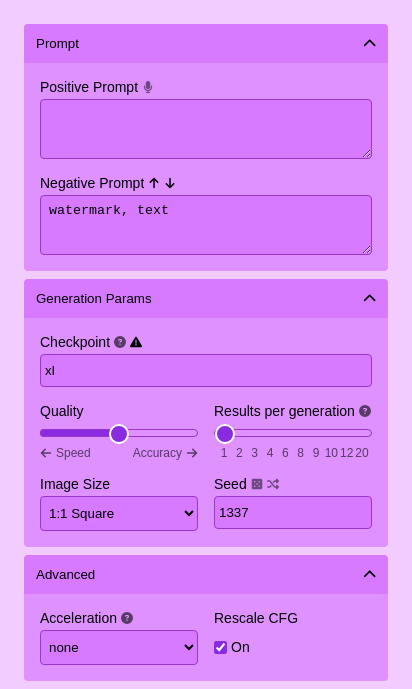 Prompt
Positive Prompt
Negative Prompt
watermark, text
Generation Params
Checkpoint
xl
Quality
Results per generation
Speed Accuracy
1 2 3 4 6 8 9 10 12 20
Image Size
Seed
1:1 Square
1337
Advanced
Acceleration
Rescale CFG
none
On